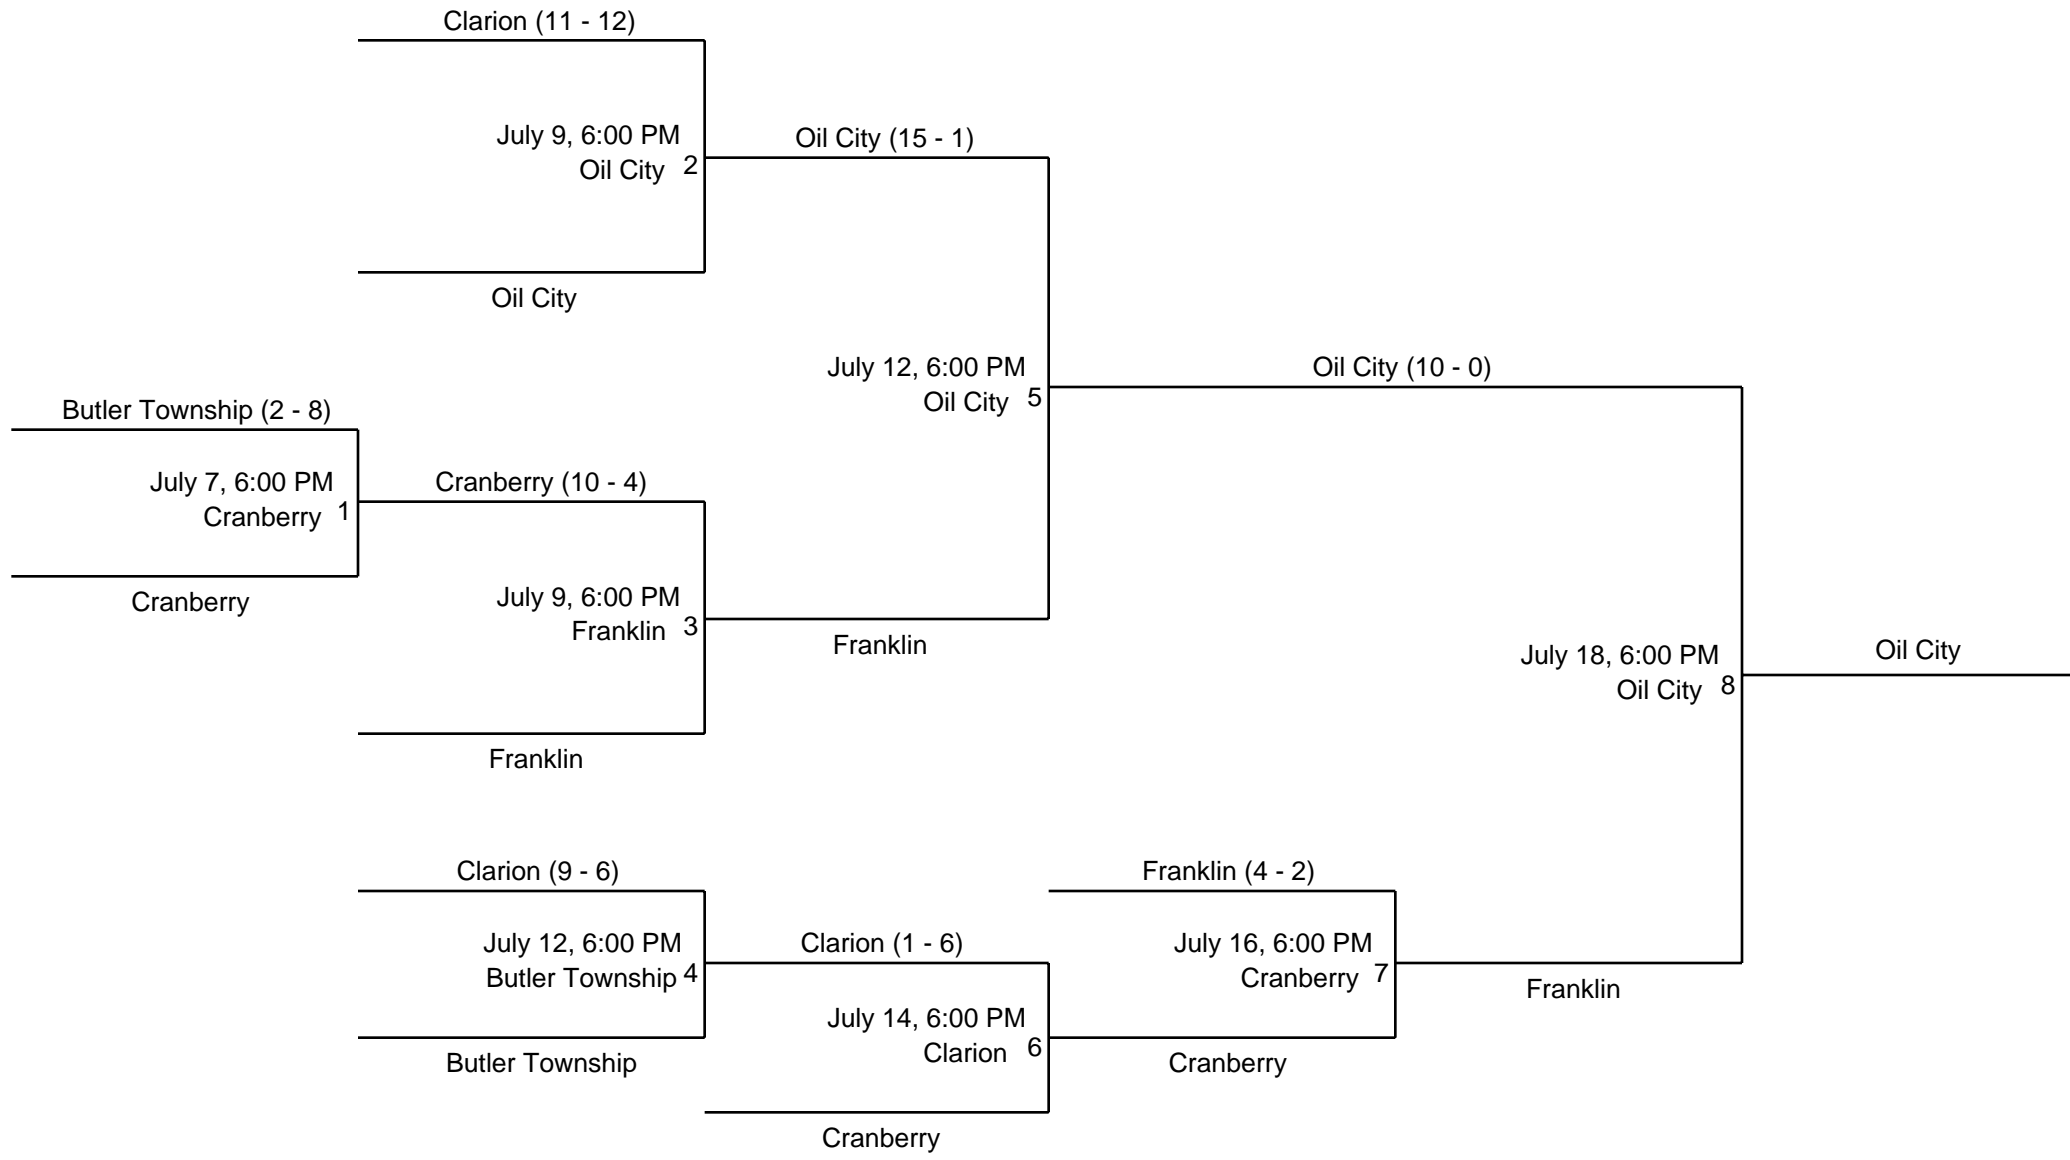 Clarion (11 - 12)
July 9, 6:00 PM
Oil City 2
Oil City
Oil City (15 - 1)
Butler Township (2 - 8)
July 7, 6:00 PM
Cranberry 1
Cranberry
Cranberry (10 - 4)
July 9, 6:00 PM
Franklin 3
Franklin
July 12, 6:00 PM
Oil City 5
Franklin
Oil City (10 - 0)
July 18, 6:00 PM
Oil City 8
Oil City
Clarion (9 - 6)
July 12, 6:00 PM
Butler Township 4
Butler Township
Clarion (1 - 6)
July 14, 6:00 PM
Clarion 6
Cranberry
Franklin (4 - 2)
July 16, 6:00 PM
Cranberry 7
Cranberry
Franklin